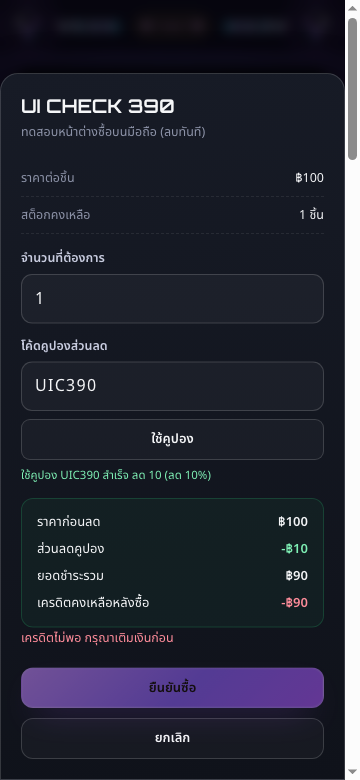 UI CHECK 390
ทดสอบหน้าต่างซื้อบนมือถือ (ลบทันที)
ราคาต่อชิ้น ฿100
สต็อกคงเหลือ 1 ชิ้น
จำนวนที่ต้องการ
1
โค้ดคูปองส่วนลด
UIC390
ใช้คูปอง
ใช้คูปอง UIC390 สำเร็จ ลด 10 (ลด 10%)
ราคาก่อนลด ฿100
ส่วนลดคูปอง -฿10
ยอดชำระรวม ฿90
เครดิตคงเหลือหลังซื้อ -฿90
เครดิตไม่พอ กรุณาเติมเงินก่อน
ยืนยันซื้อ
ยกเลิก